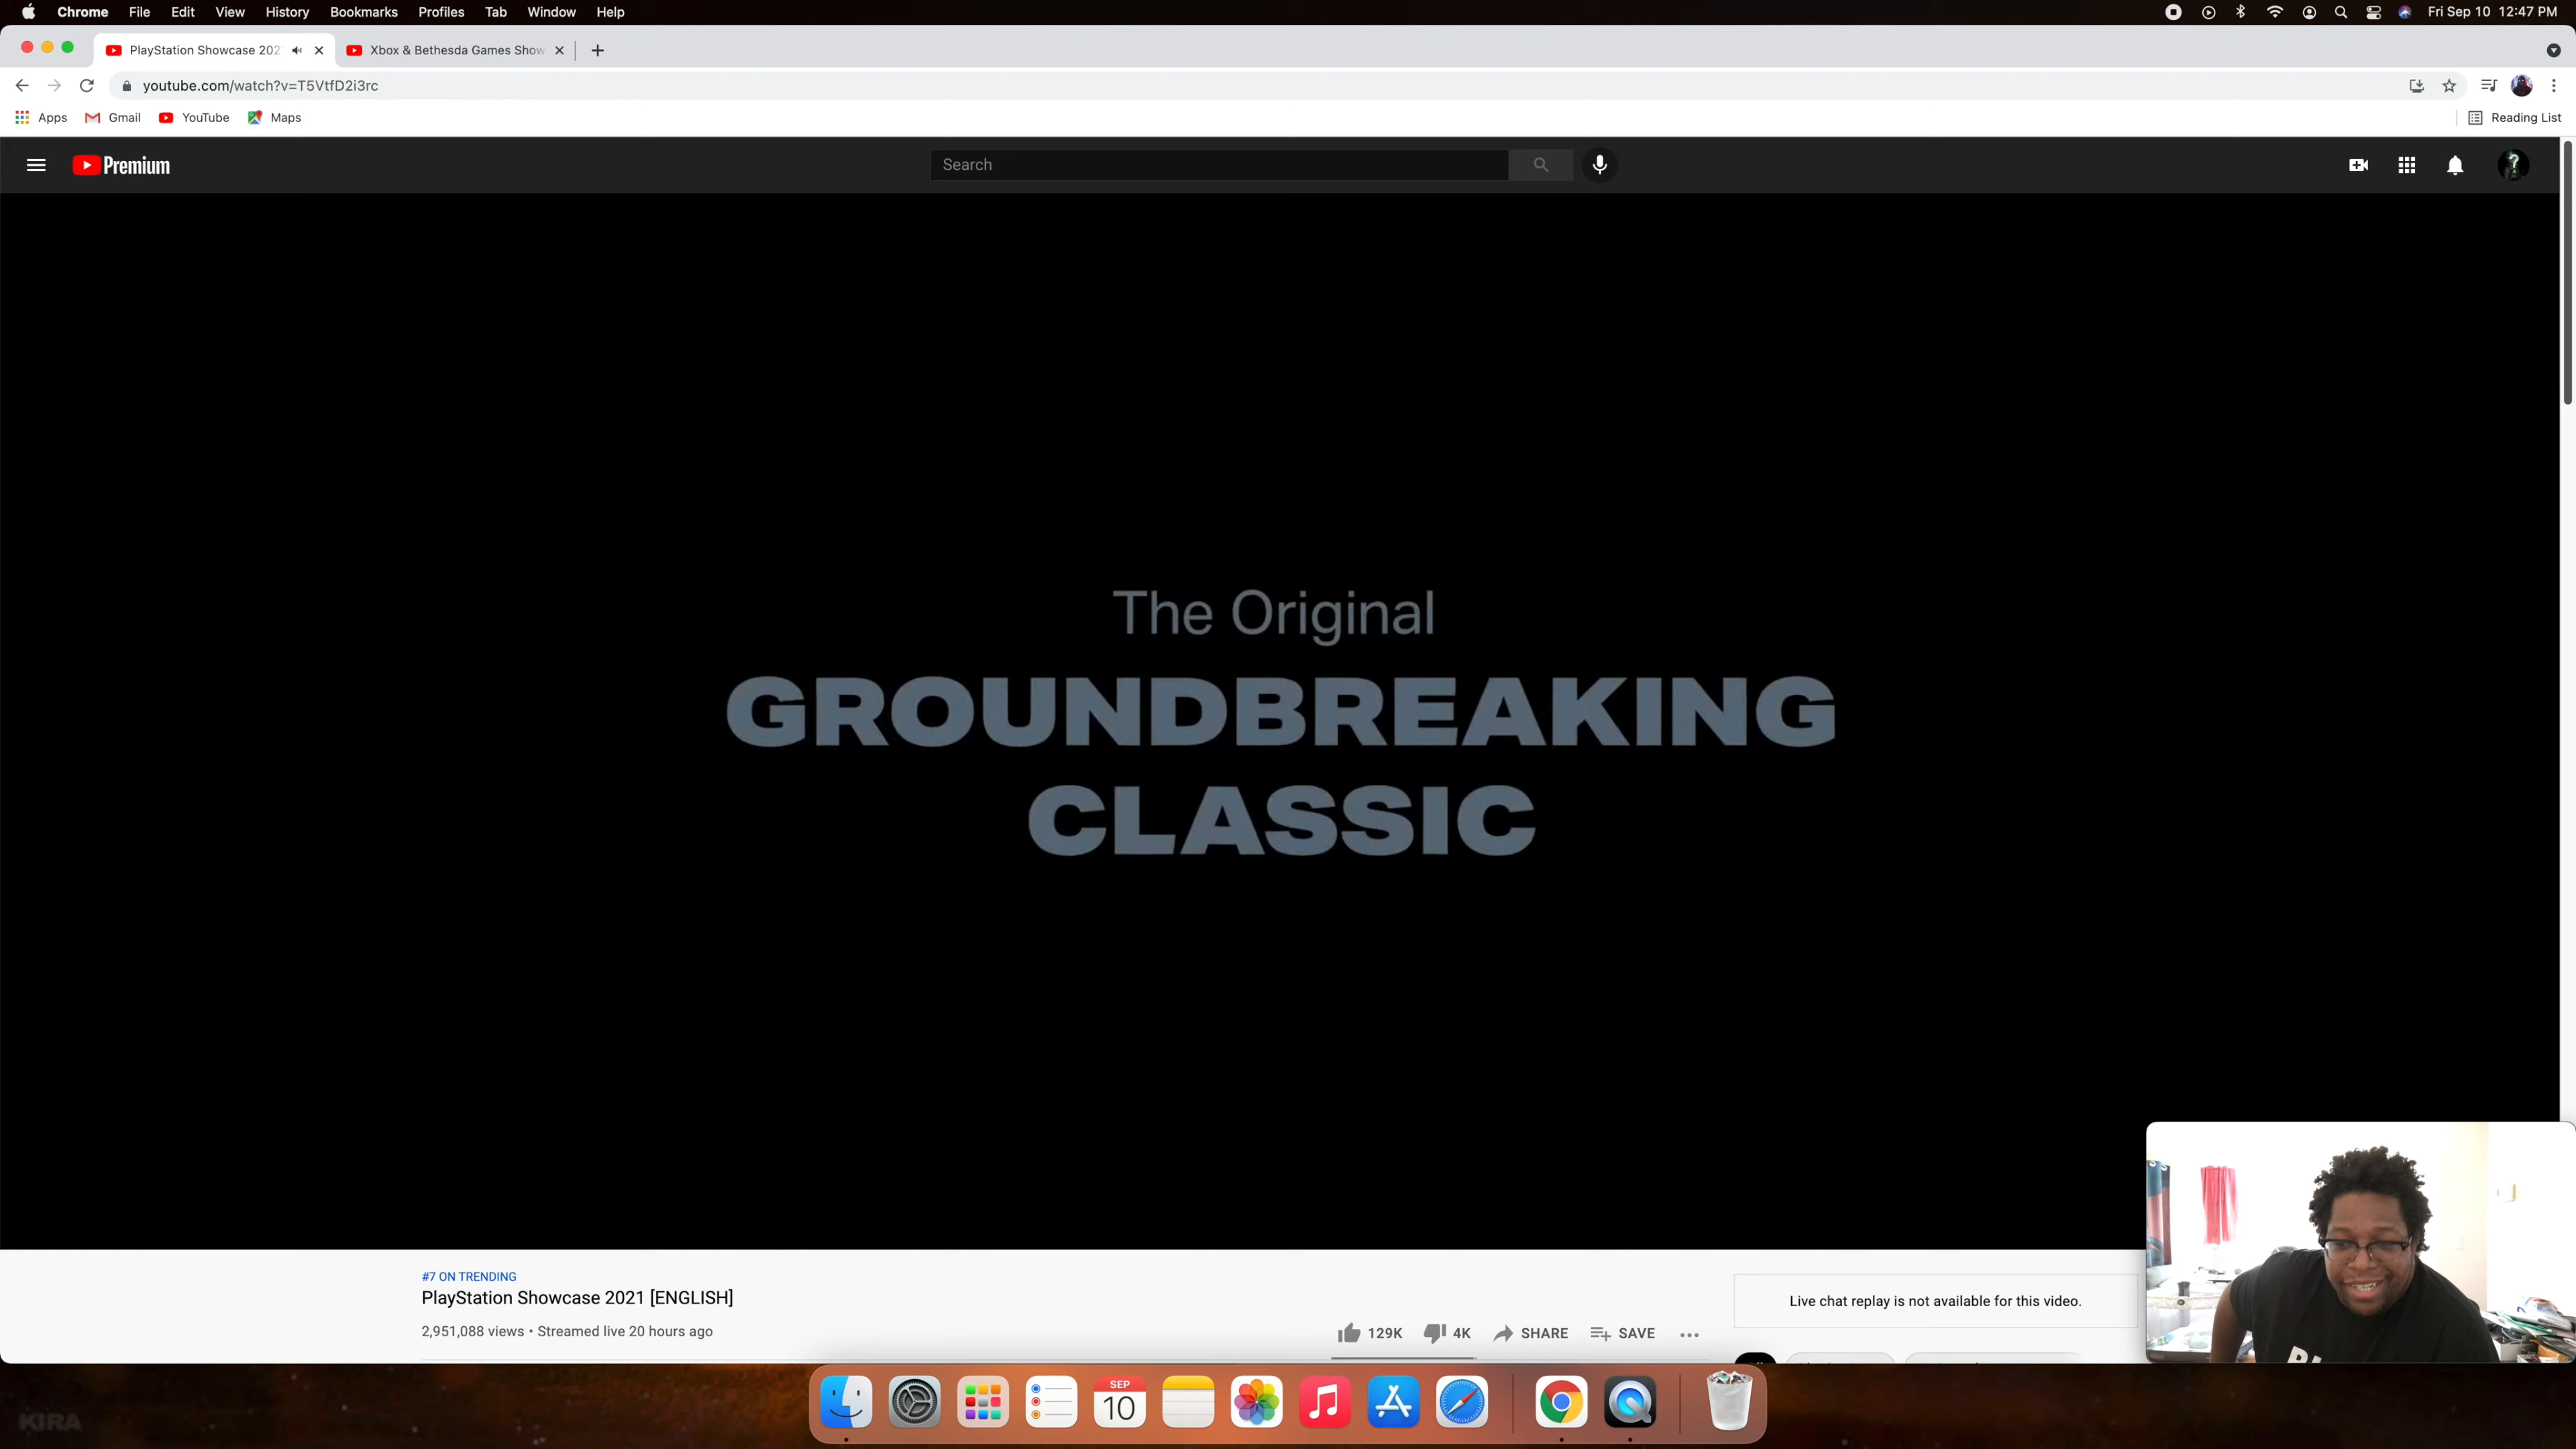 Chrome File Edit View History Bookmarks Profiles Tab Window Help Fri Sep 10 12:47 PM
PlayStation Showcase 202 Xbox & Bethesda Games Show
youtube.com/watch?v=T5VtfD2i3rc
Apps Gmail YouTube Maps Reading List
Premium Search
The Original
GROUNDBREAKING
CLASSIC
#7 ON TRENDING
PlayStation Showcase 2021 [ENGLISH]
2,951,088 views • Streamed live 20 hours ago
129K 4K SHARE SAVE
Live chat replay is not available for this video.
SEP
10
KIRA